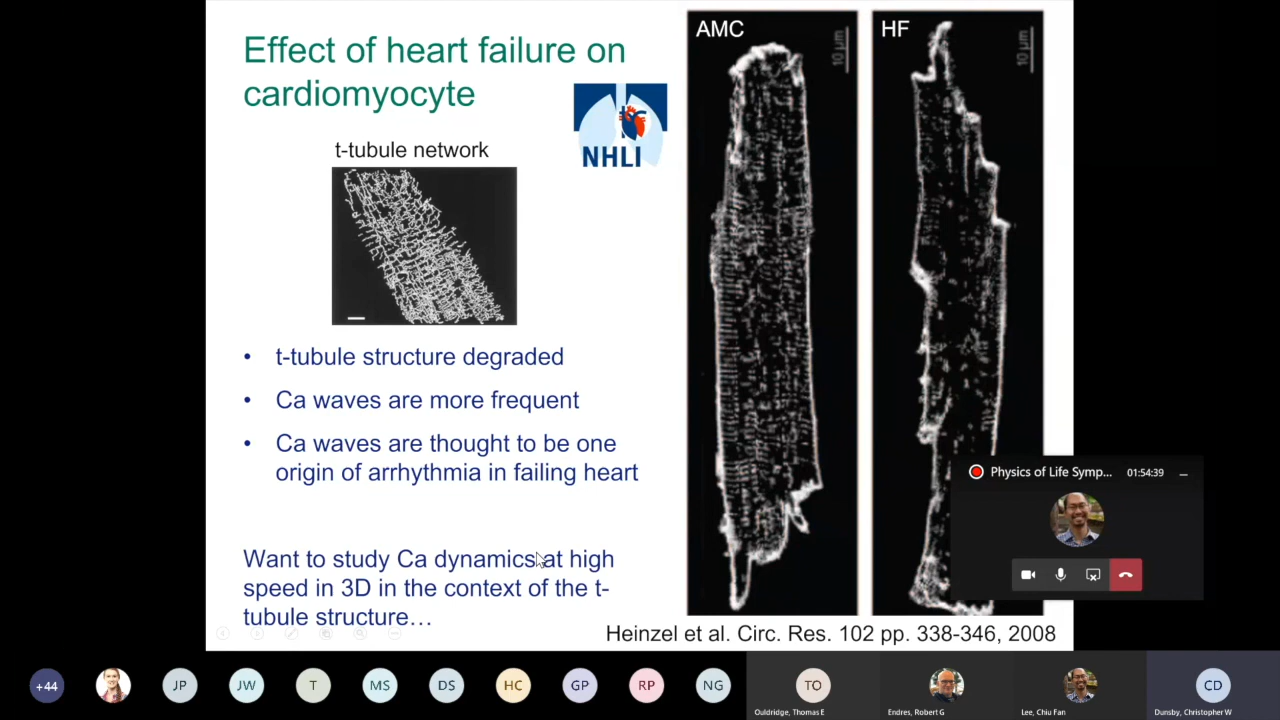 Effect of heart failure on
cardiomyocyte
NHLI
t-tubule network
• t-tubule structure degraded
• Ca waves are more frequent
• Ca waves are thought to be one
origin of arrhythmia in failing heart
Want to study Ca dynamics at high
speed in 3D in the context of the t-
tubule structure…
AMC
10 µm
HF
10 µm
Heinzel et al. Circ. Res. 102 pp. 338-346, 2008
Physics of Life Symp... 01:54:39
+44
JP
JW
T
MS
DS
HC
GP
RP
NG
TO
CD
Ouldridge, Thomas E
Endres, Robert G
Lee, Chiu Fan
Dunsby, Christopher W